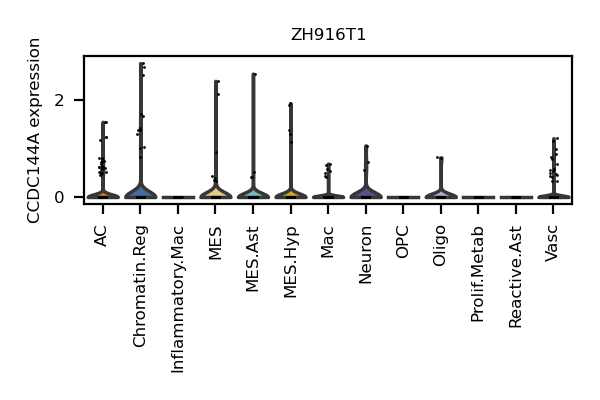 ZH916T1
CCDC144A expression
2
0
AC
Chromatin.Reg
Inflammatory.Mac
MES
MES.Ast
MES.Hyp
Mac
Neuron
OPC
Oligo
Prolif.Metab
Reactive.Ast
Vasc